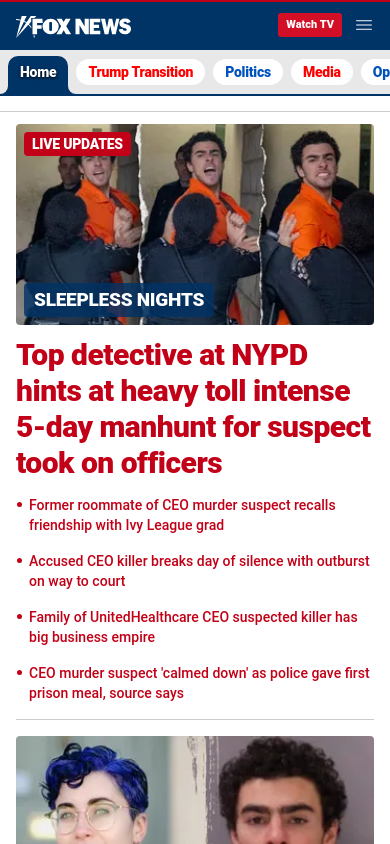 FOX NEWS
Watch TV
Home
Trump Transition
Politics
Media
Op
LIVE UPDATES
SLEEPLESS NIGHTS
Top detective at NYPD
hints at heavy toll intense
5-day manhunt for suspect
took on officers
• Former roommate of CEO murder suspect recalls
friendship with Ivy League grad
• Accused CEO killer breaks day of silence with outburst
on way to court
• Family of UnitedHealthcare CEO suspected killer has
big business empire
• CEO murder suspect 'calmed down' as police gave first
prison meal, source says